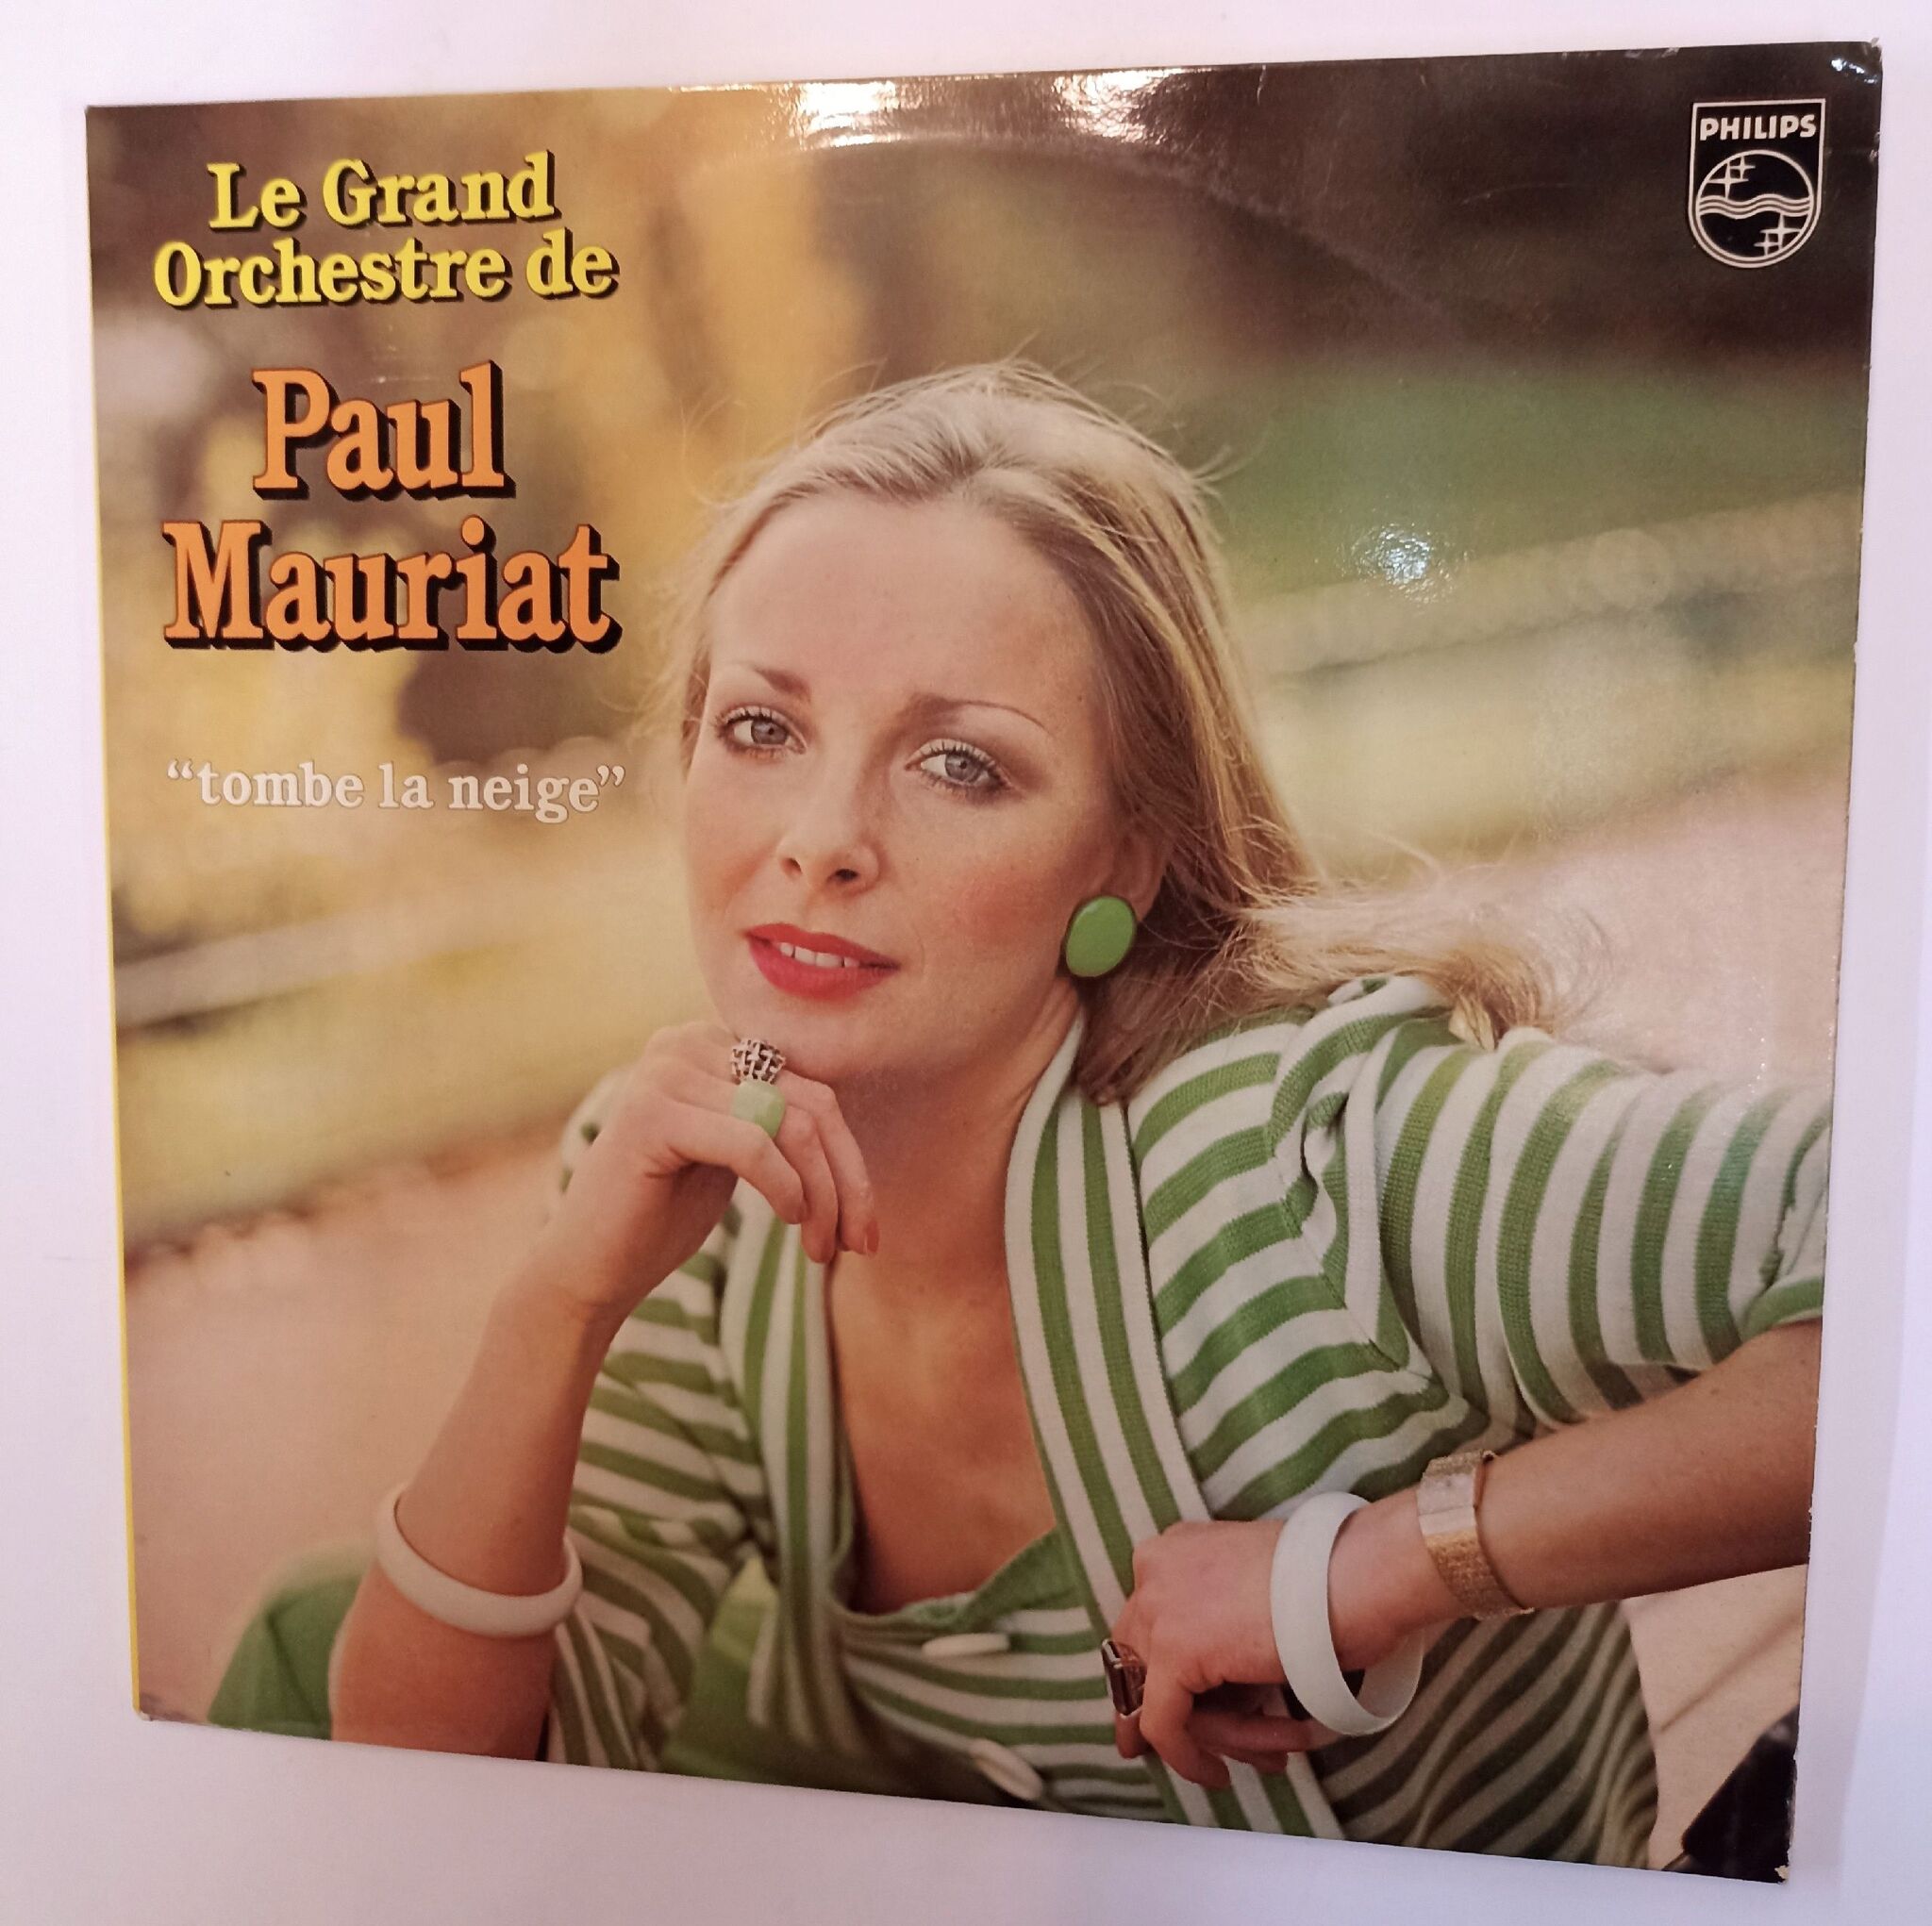 Le Grand
Orchestre de
Paul
Mauriat
“tombe la neige”
PHILIPS